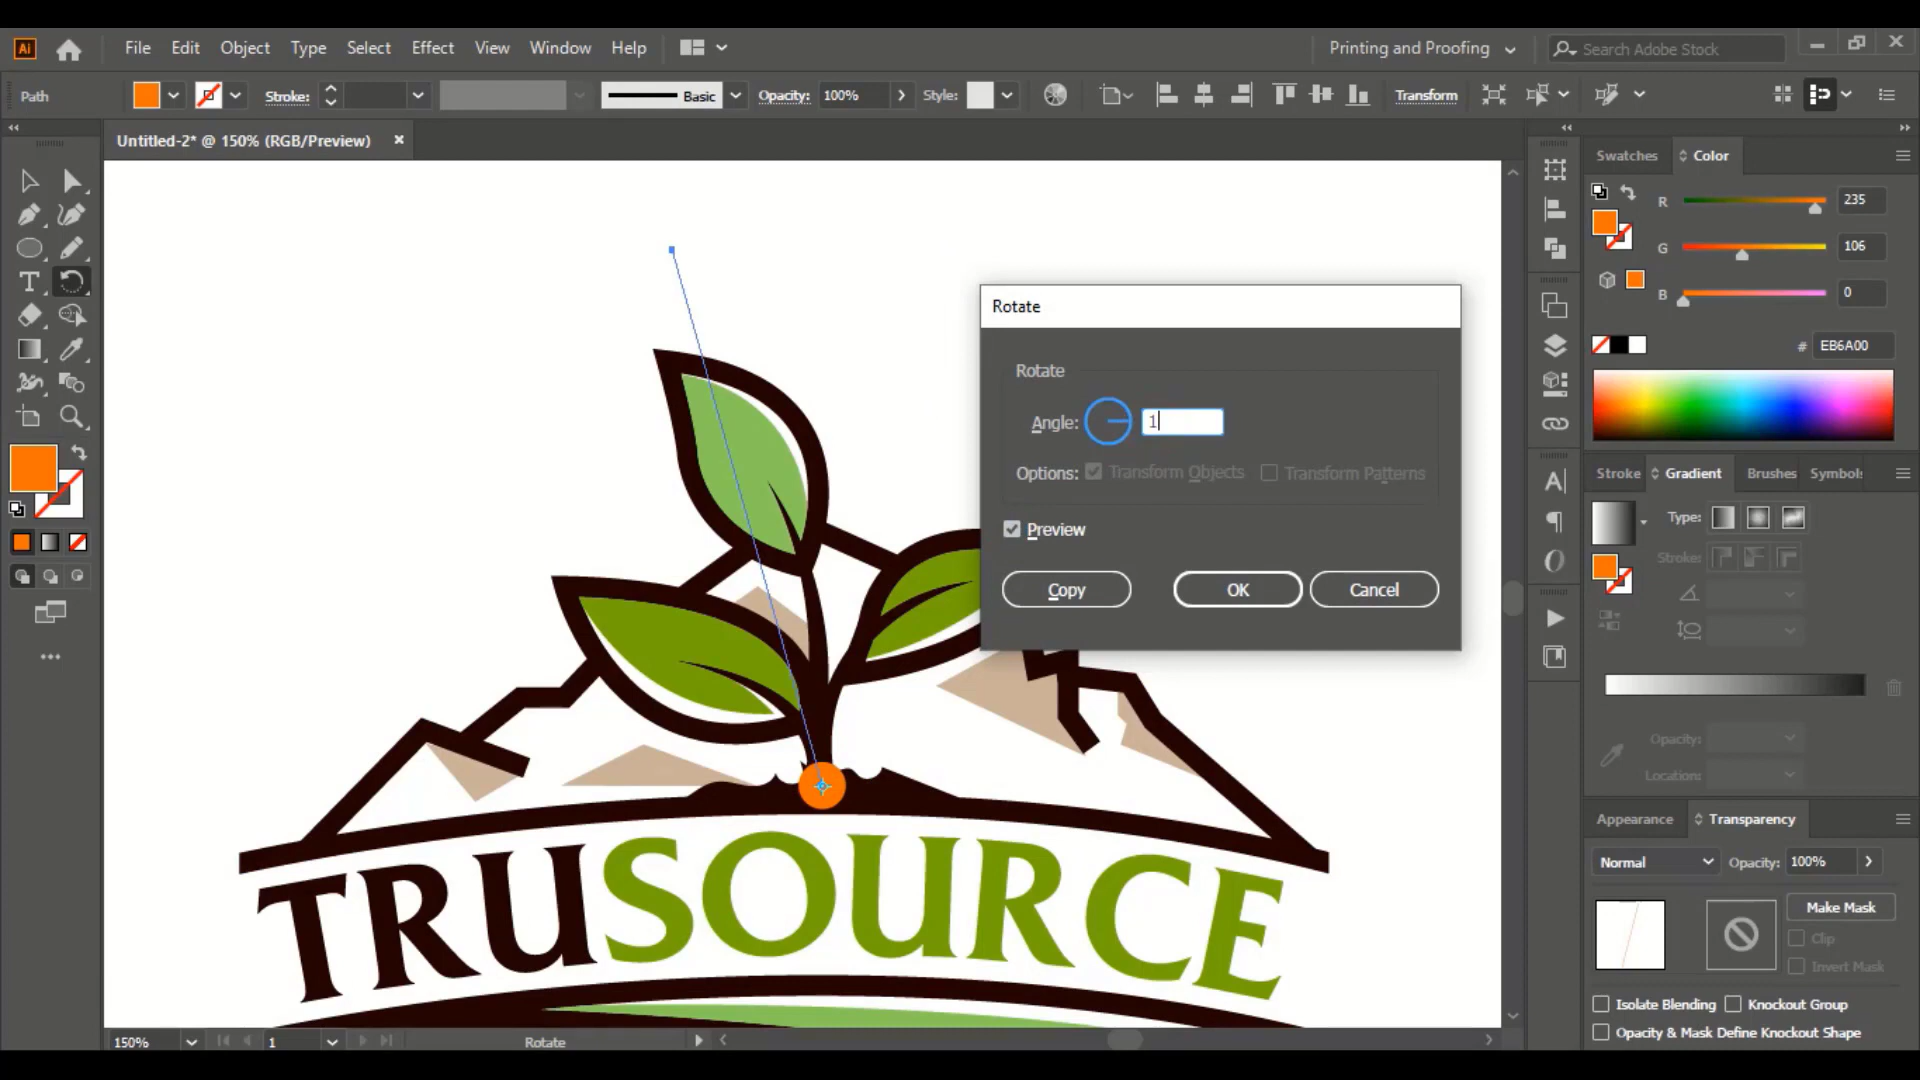 Ai File Edit Object Type Select Effect View Window Help Printing and Proofing Search Adobe Stock
Path Stroke: Basic Opacity: 100% Style: Transform
Untitled-2* @ 150% (RGB/Preview)
Swatches Color
R 235
G 106
B 0
# EB6A00
Rotate
Rotate
Angle: 1
Options: Transform Objects Transform Patterns
Preview
Copy OK Cancel
Stroke Gradient Brushes Symbols
Type:
Stroke:
Opacity:
Location:
Appearance Transparency
Normal Opacity: 100%
Make Mask
Clip
Invert Mask
Isolate Blending Knockout Group
Opacity & Mask Define Knockout Shape
TRUSOURCE
150% 1 Rotate